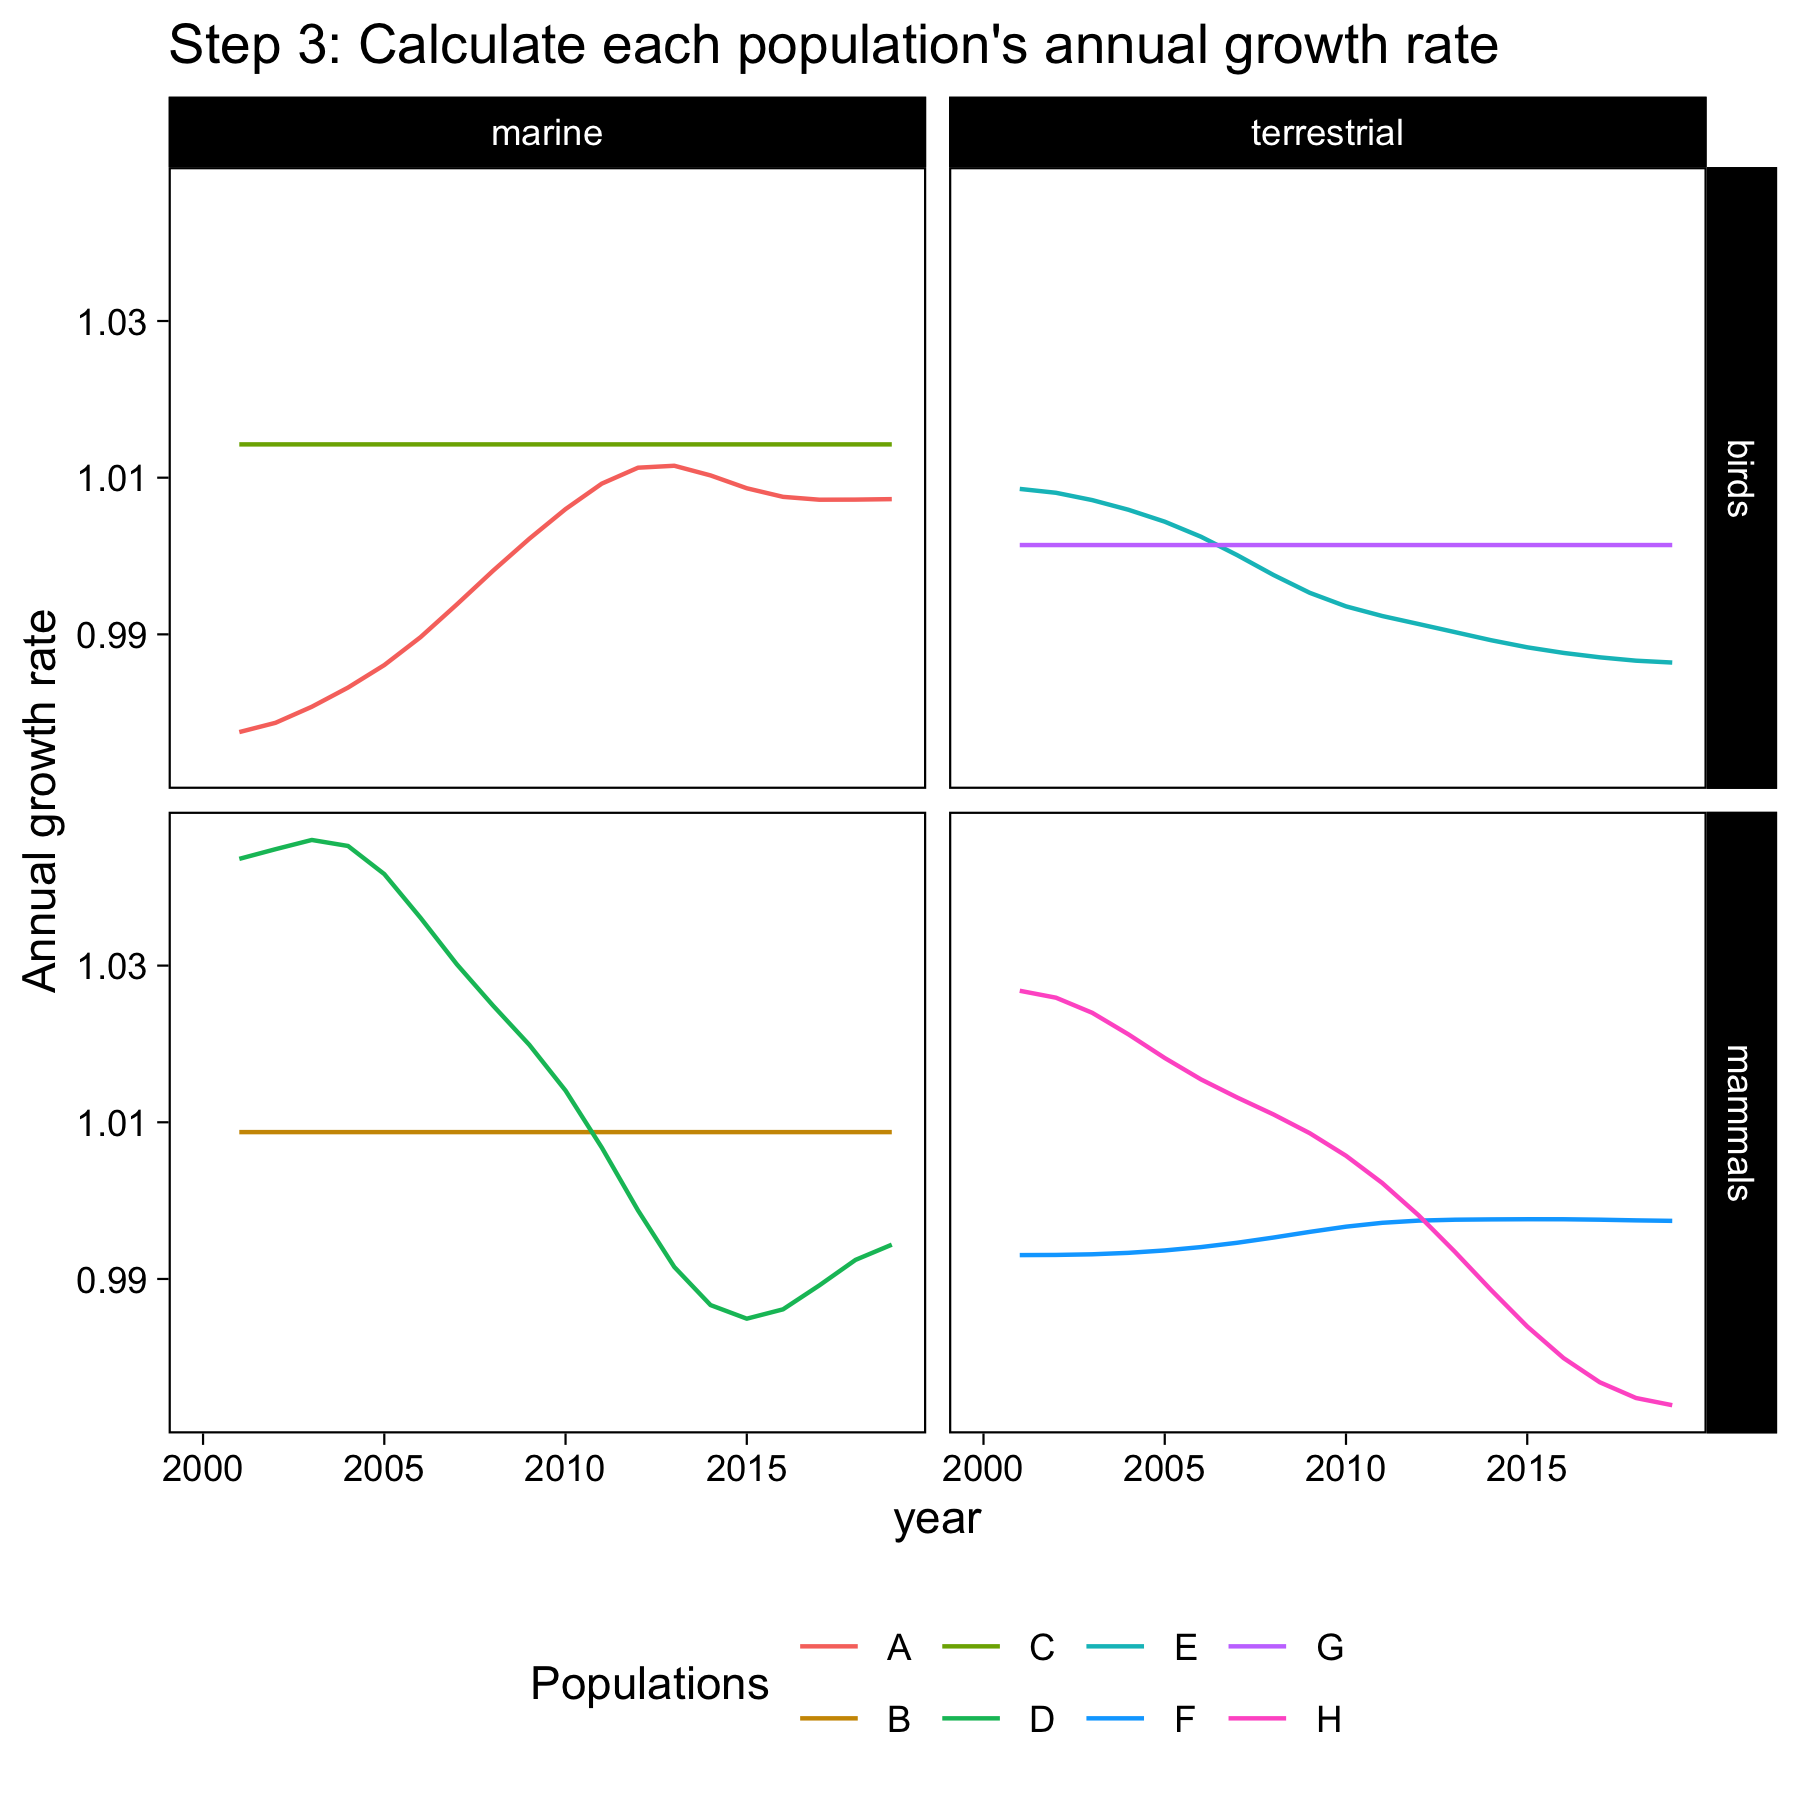 Step 3: Calculate each population's annual growth rate
marine
terrestrial
birds
mammals
Annual growth rate
1.03
1.01
0.99
1.03
1.01
0.99
2000 2005 2010 2015
2000 2005 2010 2015
year
Populations
A C E G
B D F H